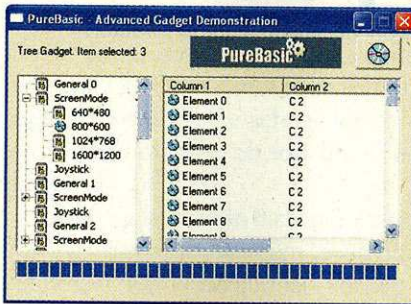 PureBasic - Advanced Gadget Demonstration
Tree Gadget. Item selected: 3
PureBasic
General 0
ScreenMode
640*480
800*600
1024*768
1600*1200
Joystick
General 1
ScreenMode
Joystick
General 2
ScreenMode
Column 1 Column 2
Element 0 C 2
Element 1 C 2
Element 2 C 2
Element 3 C 2
Element 4 C 2
Element 5 C 2
Element 6 C 2
Element 7 C 2
Element 8 C 2
Element 9 C 2